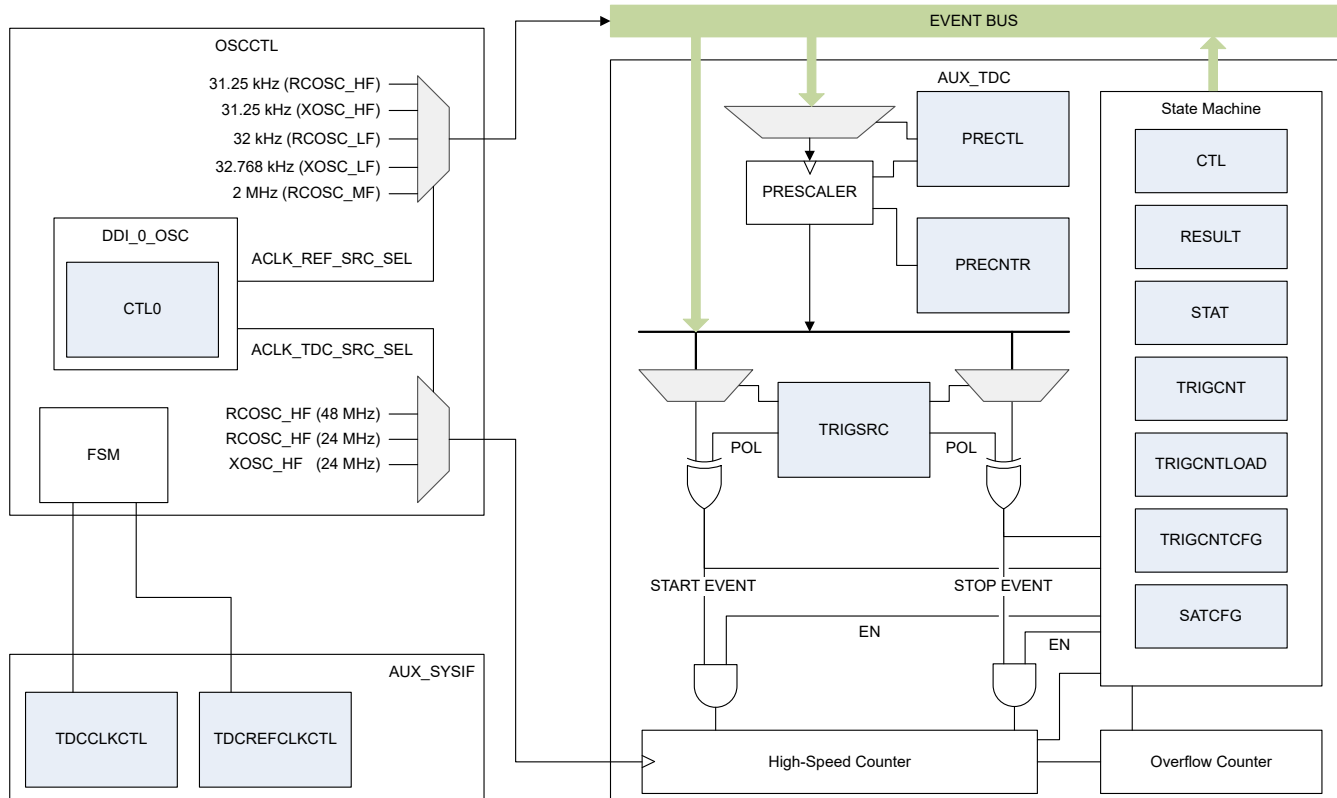 EVENT BUS
OSCCTL
31.25 kHz (RCOSC_HF)
31.25 kHz (XOSC_HF)
32 kHz (RCOSC_LF)
32.768 kHz (XOSC_LF)
2 MHz (RCOSC_MF)
DDI_0_OSC
CTL0
ACLK_REF_SRC_SEL
ACLK_TDC_SRC_SEL
RCOSC_HF (48 MHz)
RCOSC_HF (24 MHz)
XOSC_HF (24 MHz)
FSM
AUX_SYSIF
TDCCLKCTL
TDCREFCLKCTL
AUX_TDC
PRECTL
PRESCALER
PRECNTR
TRIGSRC
POL
POL
START EVENT
STOP EVENT
EN
EN
High-Speed Counter
State Machine
CTL
RESULT
STAT
TRIGCNT
TRIGCNTLOAD
TRIGCNTCFG
SATCFG
Overflow Counter